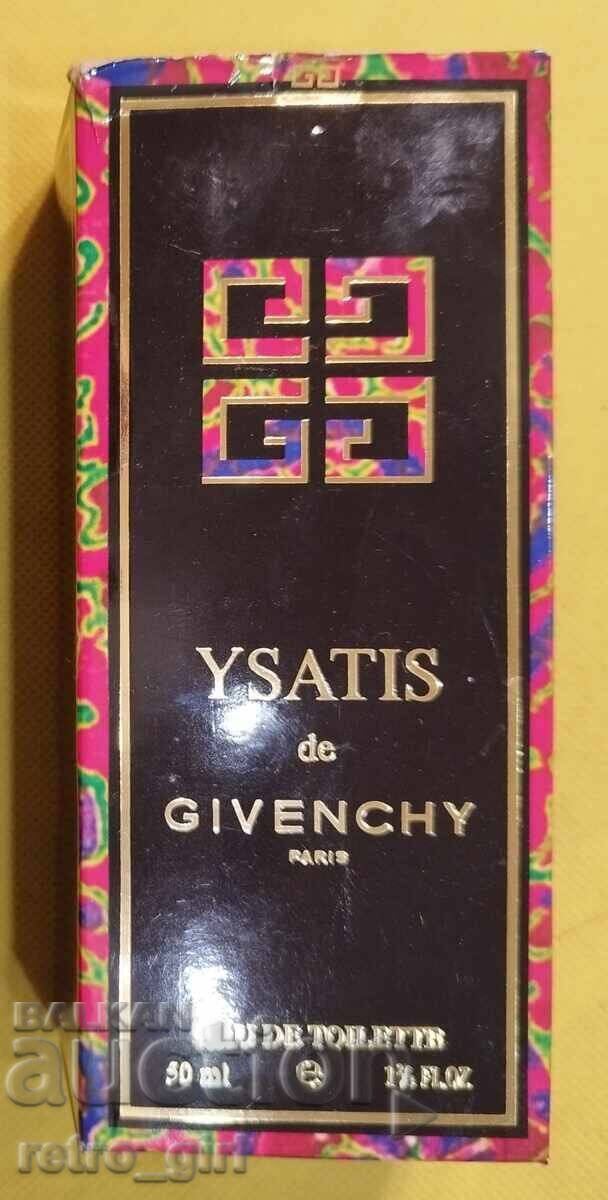 YSATIS
de
GIVENCHY
PARIS
EAU DE TOILETTE
50 ml 1⅔ FL.OZ
BALKAN
auction
retro_girl